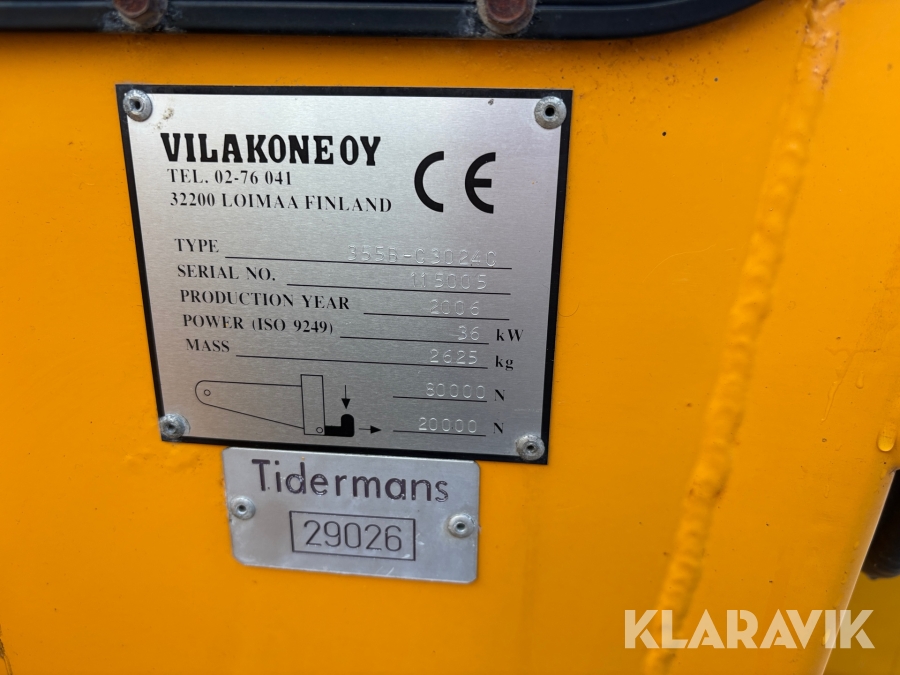 VILAKONE OY
TEL. 02-76 041
32200 LOIMAA FINLAND
CE
TYPE
SERIAL NO. 115005
PRODUCTION YEAR 2006
POWER (ISO 9249) 36 kW
MASS 2625 kg
N
20000 N
Tidermans
29026
KLARAVIK